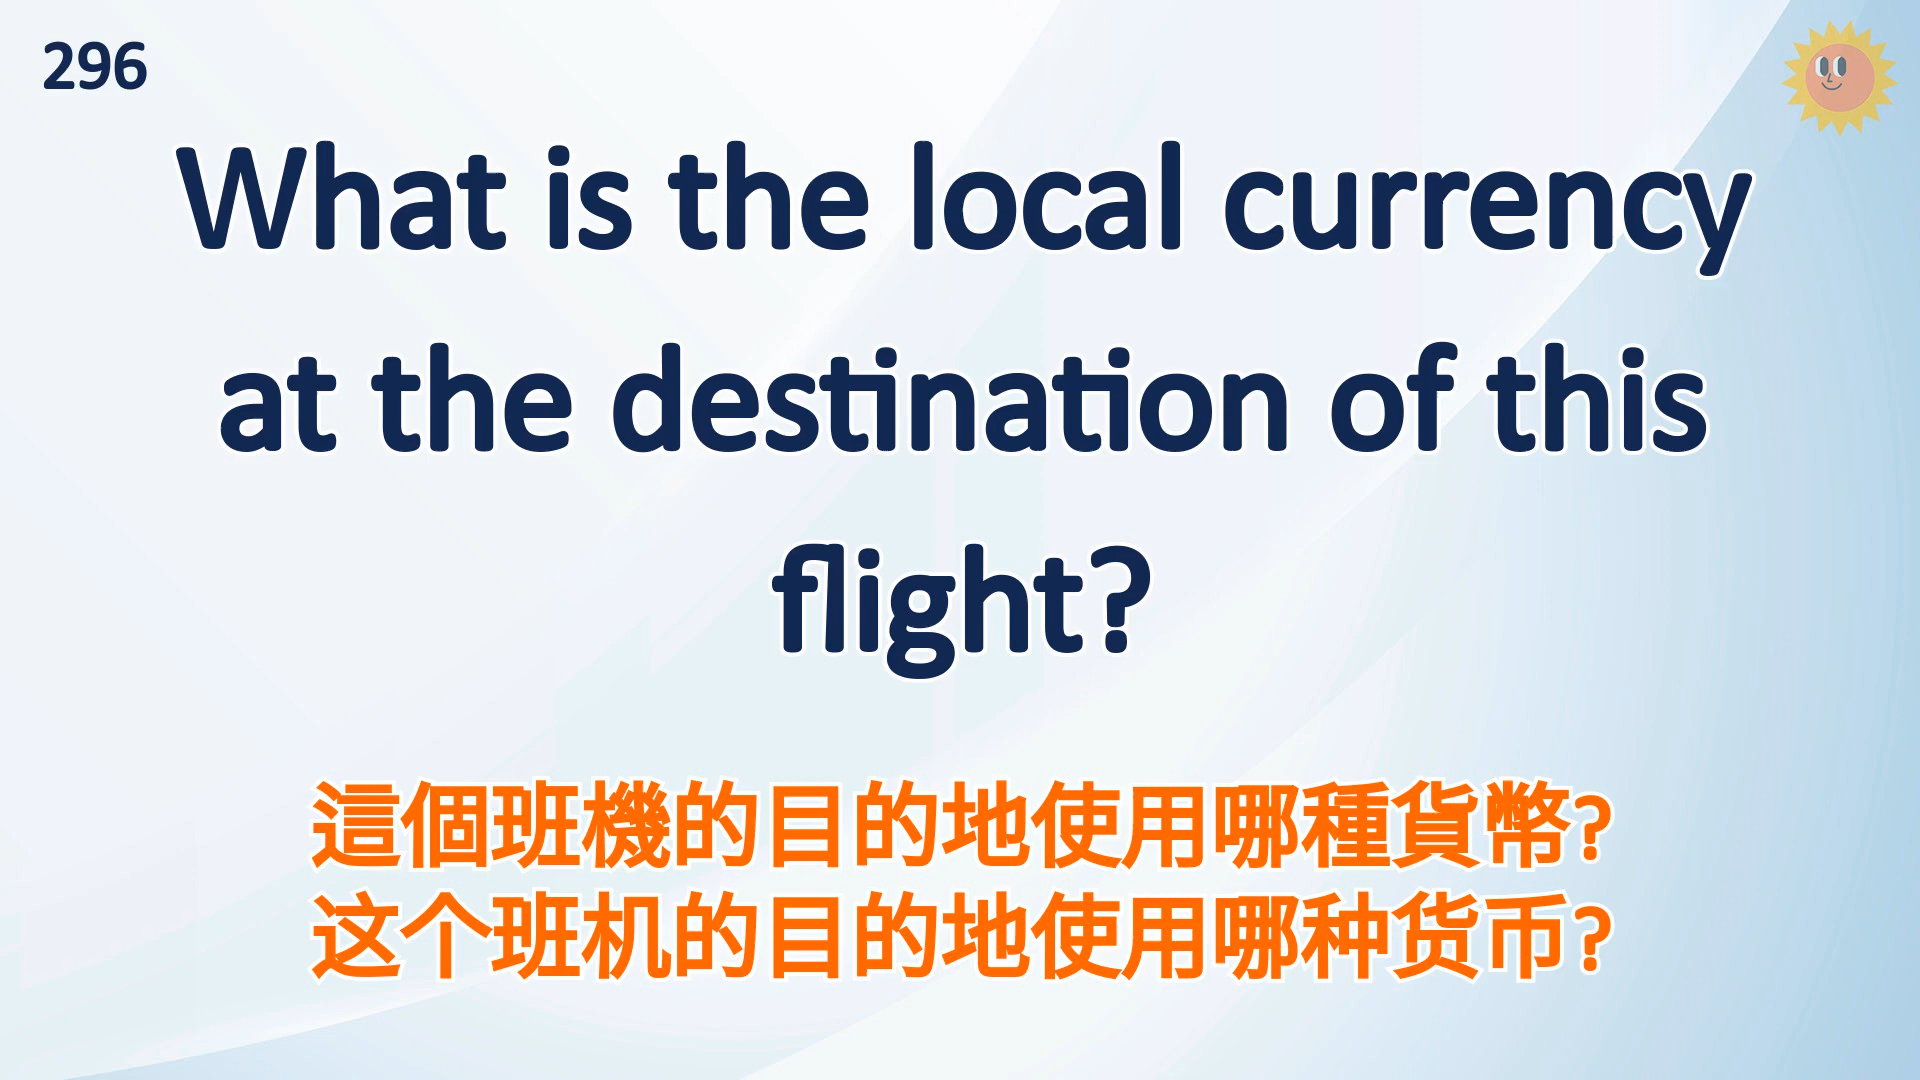 296
What is the local currency
at the destination of this
flight?
這個班機的目的地使用哪種貨幣?
这个班机的目的地使用哪种货币?